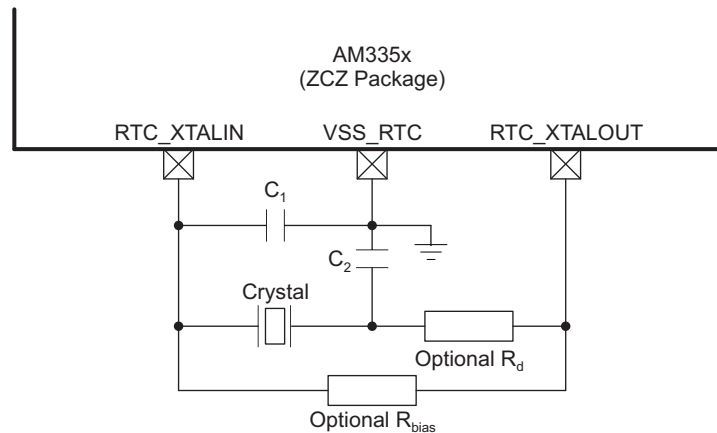 AM335x
(ZCZ Package)
RTC_XTALIN
VSS_RTC
RTC_XTALOUT
C1
C2
Crystal
Optional Rd
Optional Rbias